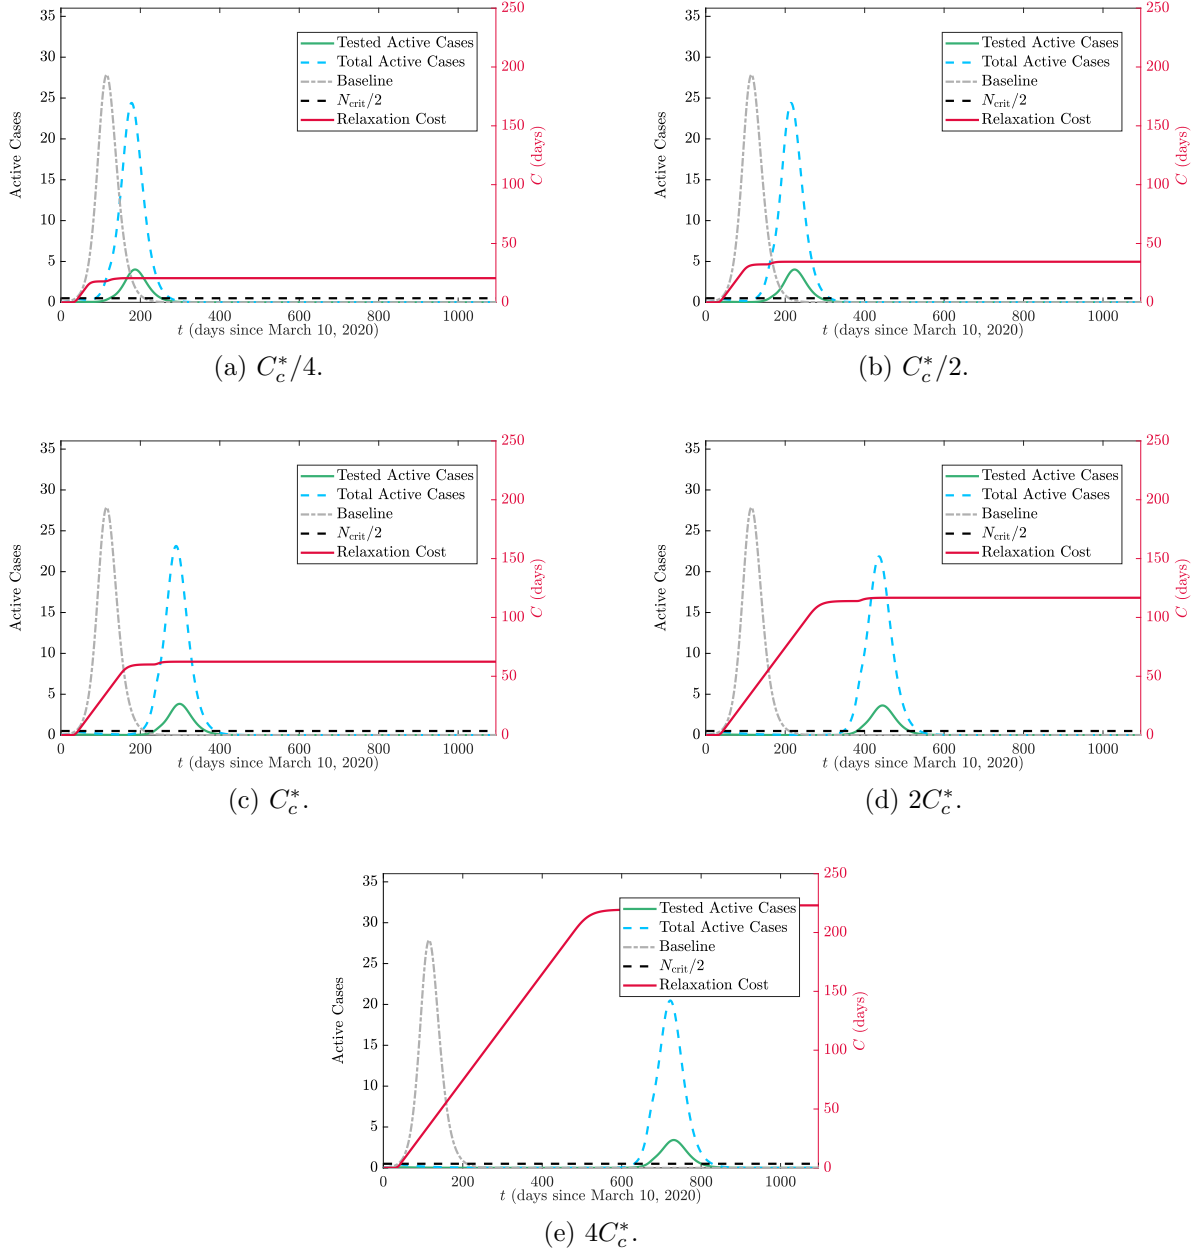 35
30
25
20
15
10
5
0
Active Cases
250
200
150
100
50
0
C (days)
Tested Active Cases
Total Active Cases
Baseline
N_crit/2
Relaxation Cost
0 200 400 600 800 1000
t (days since March 10, 2020)
(a) C_c^*/4.
35
30
25
20
15
10
5
0
Active Cases
250
200
150
100
50
0
C (days)
Tested Active Cases
Total Active Cases
Baseline
N_crit/2
Relaxation Cost
0 200 400 600 800 1000
t (days since March 10, 2020)
(b) C_c^*/2.
35
30
25
20
15
10
5
0
Active Cases
250
200
150
100
50
0
C (days)
Tested Active Cases
Total Active Cases
Baseline
N_crit/2
Relaxation Cost
0 200 400 600 800 1000
t (days since March 10, 2020)
(c) C_c^*.
35
30
25
20
15
10
5
0
Active Cases
250
200
150
100
50
0
C (days)
Tested Active Cases
Total Active Cases
Baseline
N_crit/2
Relaxation Cost
0 200 400 600 800 1000
t (days since March 10, 2020)
(d) 2C_c^*.
35
30
25
20
15
10
5
0
Active Cases
250
200
150
100
50
0
C (days)
Tested Active Cases
Total Active Cases
Baseline
N_crit/2
Relaxation Cost
0 200 400 600 800 1000
t (days since March 10, 2020)
(e) 4C_c^*.